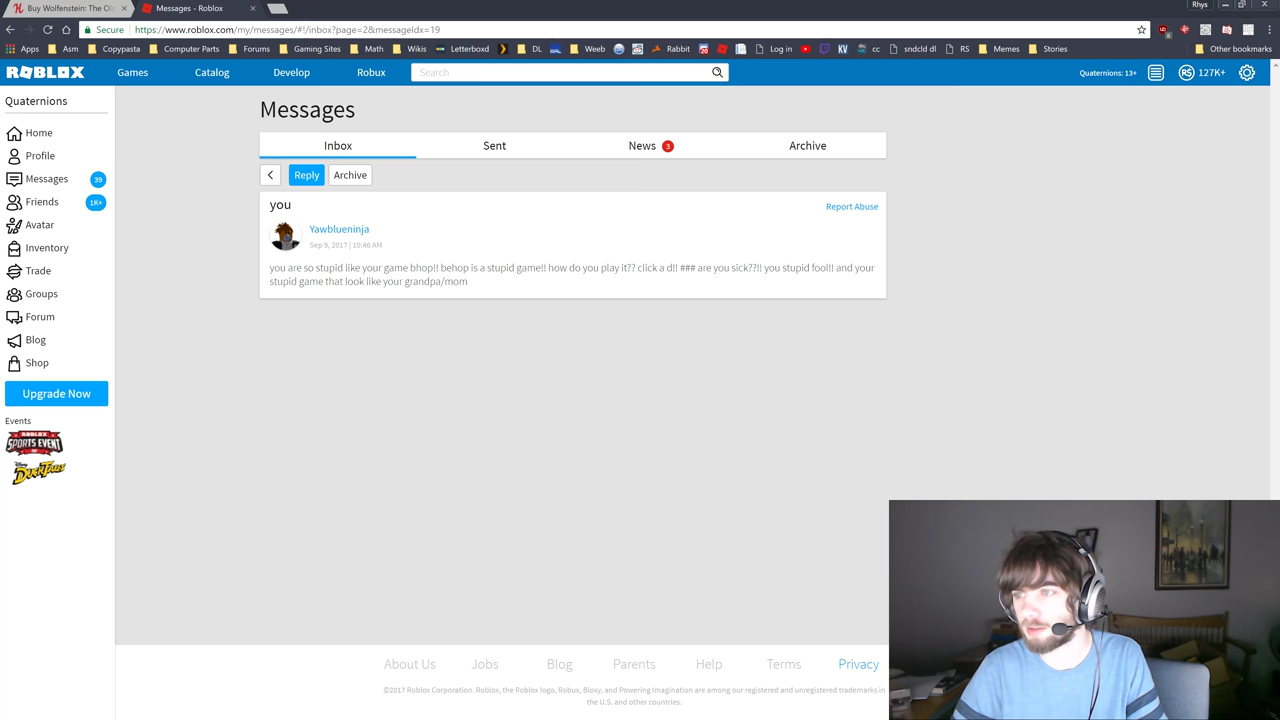 Buy Wolfenstein: The Old
Messages - Roblox
Rhys
Secure
https://www.roblox.com/my/messages/#!/inbox?page=2&messageIdx=19
Apps Asm Copypasta Computer Parts Forums Gaming Sites Math Wikis Letterboxd DL Weeb Rabbit Log in KV cc sndcld dl RS Memes Stories Other bookmarks
ROBLOX Games Catalog Develop Robux Search Quaternions: 13+ R$ 127K+
Quaternions
Home
Profile
Messages 39
Friends 1K+
Avatar
Inventory
Trade
Groups
Forum
Blog
Shop
Upgrade Now
Events
ROBLOX
SPORTS EVENT
DUCKTALES
Messages
Inbox Sent News 3 Archive
Reply Archive
you
Report Abuse
Yawblueninja
Sep 9, 2017 | 10:46 AM
you are so stupid like your game bhop!! behop is a stupid game!! how do you play it?? click a d!! ### are you sick??!! you stupid fool!! and your
stupid game that look like your grandpa/mom
About Us Jobs Blog Parents Help Terms Privacy
©2017 Roblox Corporation. Roblox, the Roblox logo, Robux, Bloxy, and Powering Imagination are among our registered and unregistered trademarks in
the U.S. and other countries.